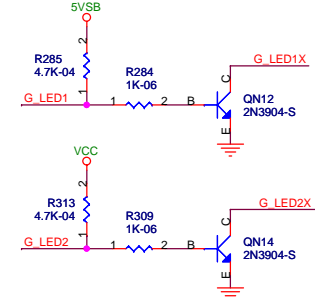 5VSB
2
R285
4.7K-04
R284
1K-06
G_LED1X
C
QN12
2N3904-S
G_LED1
1
1
2
B
E
VCC
2
R313
4.7K-04
R309
1K-06
G_LED2X
C
QN14
2N3904-S
G_LED2
1
1
2
B
E